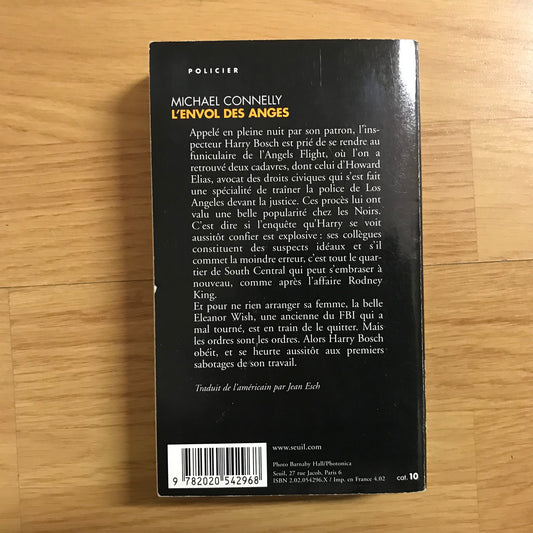 POLICIER
MICHAEL CONNELLY
L'ENVOL DES ANGES
Appelé en pleine nuit par son patron, l'ins-
pecteur Harry Bosch est prié de se rendre au
funiculaire de l'Angels Flight, où l'on a
retrouvé deux cadavres, dont celui d'Howard
Elias, avocat des droits civiques qui s'est fait
une spécialité de traîner la police de Los
Angeles devant la justice. Ces procès lui ont
valu une belle popularité chez les Noirs.
C'est dire si l'enquête qu'Harry se voit
aussitôt confier est explosive : ses collègues
constituent des suspects idéaux et s'il
commet la moindre erreur, c'est tout le quar-
tier de South Central qui peut s'embraser à
nouveau, comme après l'affaire Rodney
King.
Et pour ne rien arranger sa femme, la belle
Eleanor Wish, une ancienne du FBI qui
a mal tourné, est en train de le quitter. Mais
les ordres sont les ordres. Alors Harry Bosch
obéit, et se heurte aussitôt aux premiers
sabotages de son travail.
Traduit de l'américain par Jean Esch
www.seuil.com
Photo Barnaby Hall/Photonica
Seuil, 27 rue Jacob, Paris 6
ISBN 2.02.054296.X / Imp. en France 4.02
cat. 10
9 782020 542968